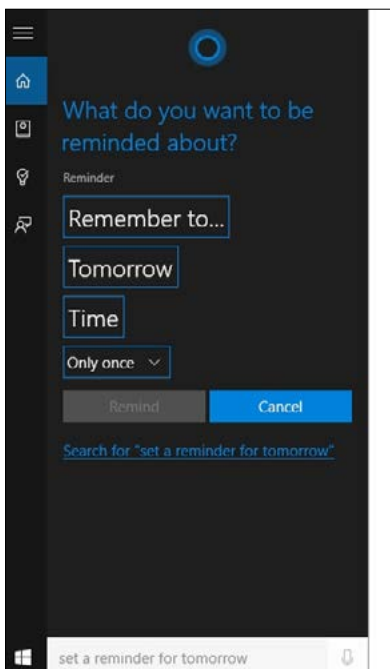 What do you want to be
reminded about?
Reminder
Remember to...
Tomorrow
Time
Only once
Remind
Cancel
Search for "set a reminder for tomorrow"
set a reminder for tomorrow